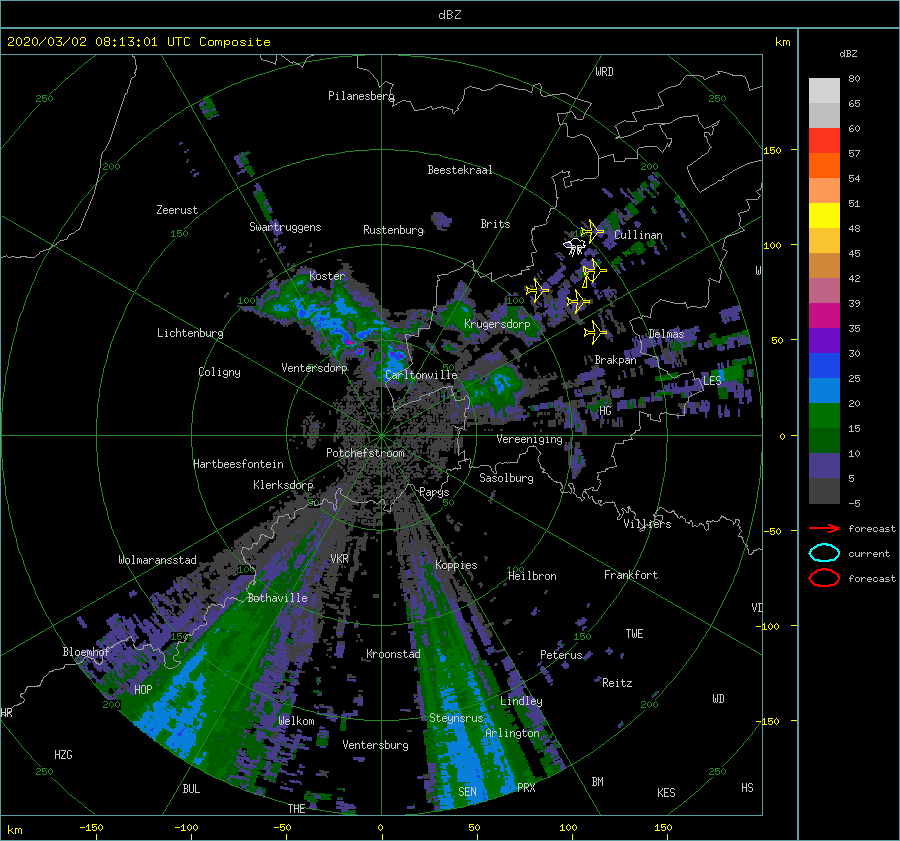 dBZ
2020/03/02 08:13:01 UTC Composite
km
dBZ
WRD
250
Pilanesberg
250
80
65
60
57
54
51
48
45
42
39
35
30
25
20
15
10
5
-5
150
200
Beestekraal
200
Zeerust
Swartruggens
150
Rustenburg
Brits
Cullinan
100
W
Koster
100
100
Krugersdorp
Lichtenburg
Delmas
50
Brakpan
Coligny
Ventersdorp
Carltonville
50
LES
HG
Vereeniging
0
Potchefstroom
Hartbeesfontein
Klerksdorp
Sasolburg
Parys
50
50
Villiers
-50
forecast
current
forecast
Wolmaransstad
VKR
Koppies
100
100
Heilbron
Frankfort
Bothaville
VI
-100
150
150
TWE
Bloemhof
Kroonstad
Peterus
HOP
Reitz
WD
200
Lindley
200
HR
Welkom
Steynsrus
-150
Arlington
Ventersburg
HZG
250
250
BUL
SEN
PRX
BM
KES
HS
THE
km
-150
-100
-50
0
50
100
150